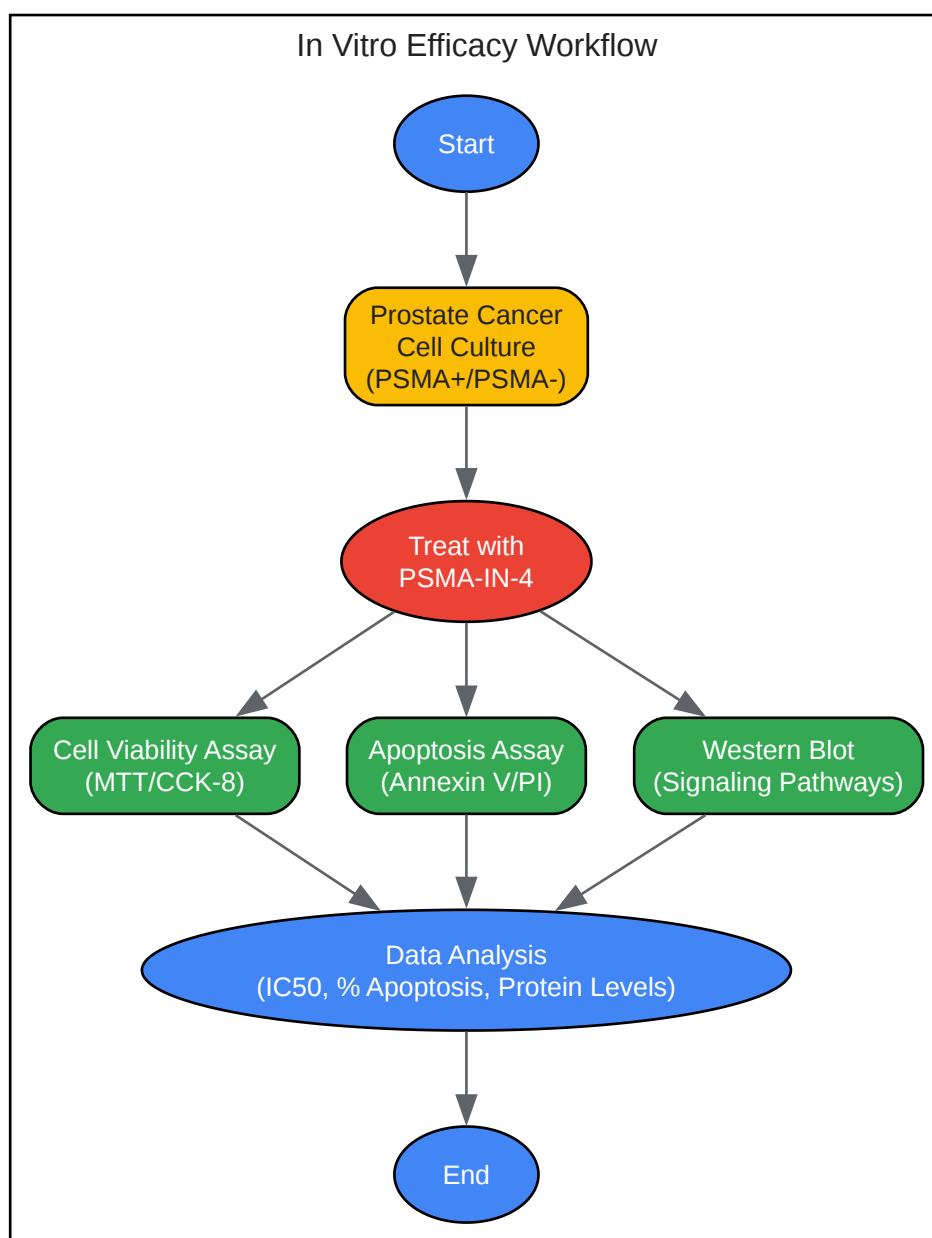 In Vitro Efficacy Workflow
Start
Prostate Cancer
Cell Culture
(PSMA+/PSMA-)
Treat with
PSMA-IN-4
Cell Viability Assay
(MTT/CCK-8)
Apoptosis Assay
(Annexin V/PI)
Western Blot
(Signaling Pathways)
Data Analysis
(IC50, % Apoptosis, Protein Levels)
End